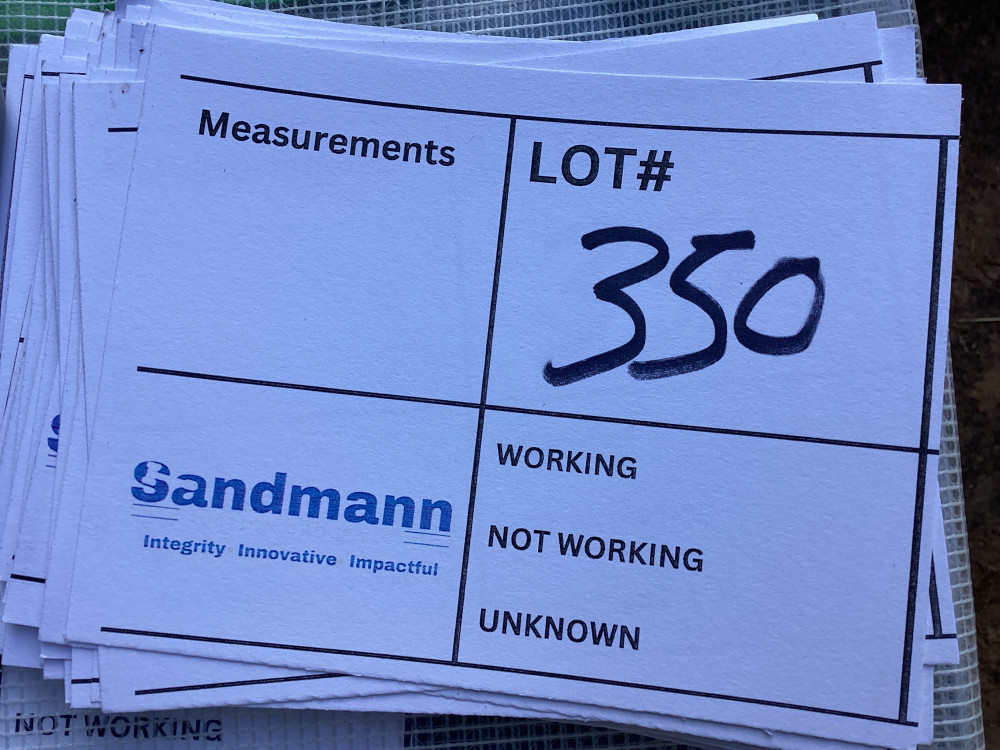 Measurements
LOT#
350
Sandmann
Integrity Innovative Impactful
WORKING
NOT WORKING
UNKNOWN
NOT WORKING